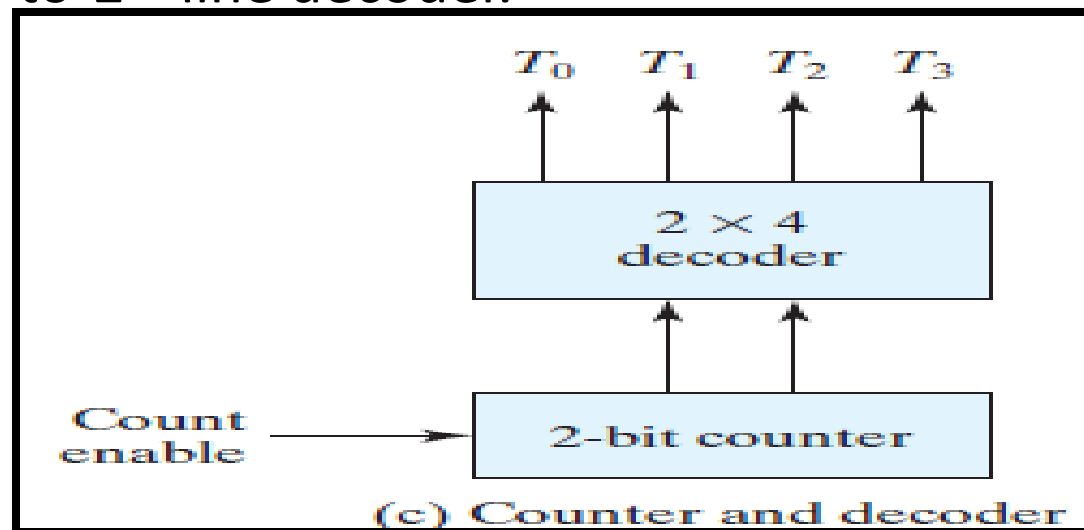 T₀ T₁ T₂ T₃
2 × 4
decoder
Count
enable
2-bit counter
(c) Counter and decoder